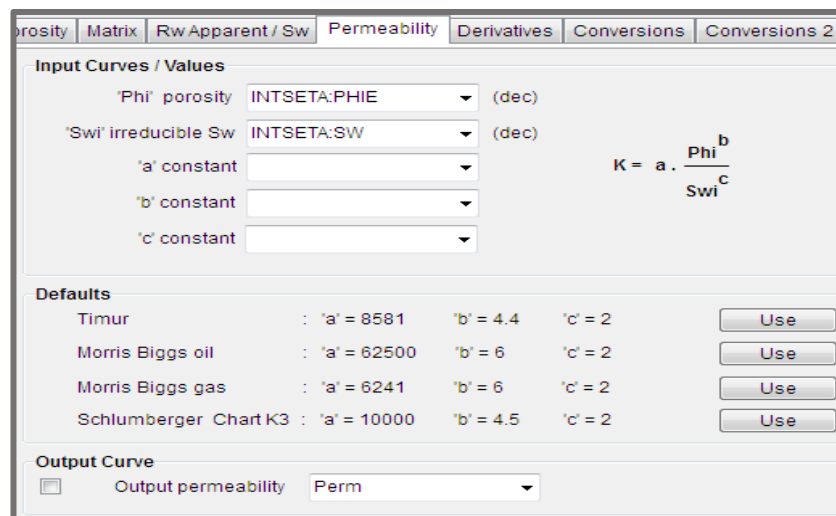 orosity Matrix Rw Apparent / Sw Permeability Derivatives Conversions Conversions 2
Input Curves / Values
'Phi' porosity INTSETA:PHIE (dec)
'Swi' irreducible Sw INTSETA:SW (dec)
'a' constant
'b' constant
'c' constant
K = a . Phi^b
Swi^c
Defaults
Timur : 'a' = 8581 'b' = 4.4 'c' = 2 Use
Morris Biggs oil : 'a' = 62500 'b' = 6 'c' = 2 Use
Morris Biggs gas : 'a' = 6241 'b' = 6 'c' = 2 Use
Schlumberger Chart K3 : 'a' = 10000 'b' = 4.5 'c' = 2 Use
Output Curve
Output permeability Perm